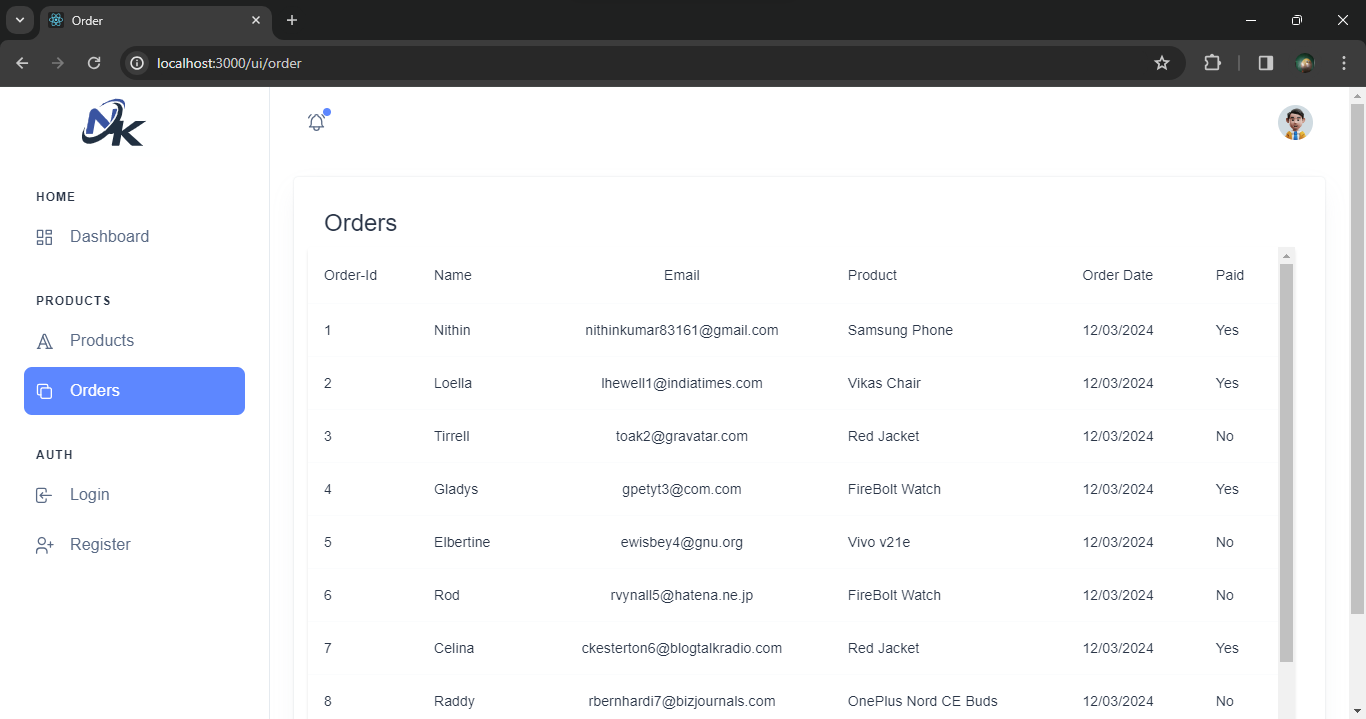 Order
localhost:3000/ui/order
NK
HOME
Dashboard
PRODUCTS
Products
Orders
AUTH
Login
Register
Orders
Order-Id Name Email Product Order Date Paid
1 Nithin nithinkumar83161@gmail.com Samsung Phone 12/03/2024 Yes
2 Loella lhewell1@indiatimes.com Vikas Chair 12/03/2024 Yes
3 Tirrell toak2@gravatar.com Red Jacket 12/03/2024 No
4 Gladys gpetyt3@com.com FireBolt Watch 12/03/2024 Yes
5 Elbertine ewisbey4@gnu.org Vivo v21e 12/03/2024 No
6 Rod rvynall5@hatena.ne.jp FireBolt Watch 12/03/2024 No
7 Celina ckesterton6@blogtalkradio.com Red Jacket 12/03/2024 Yes
8 Raddy rbernhardi7@bizjournals.com OnePlus Nord CE Buds 12/03/2024 No